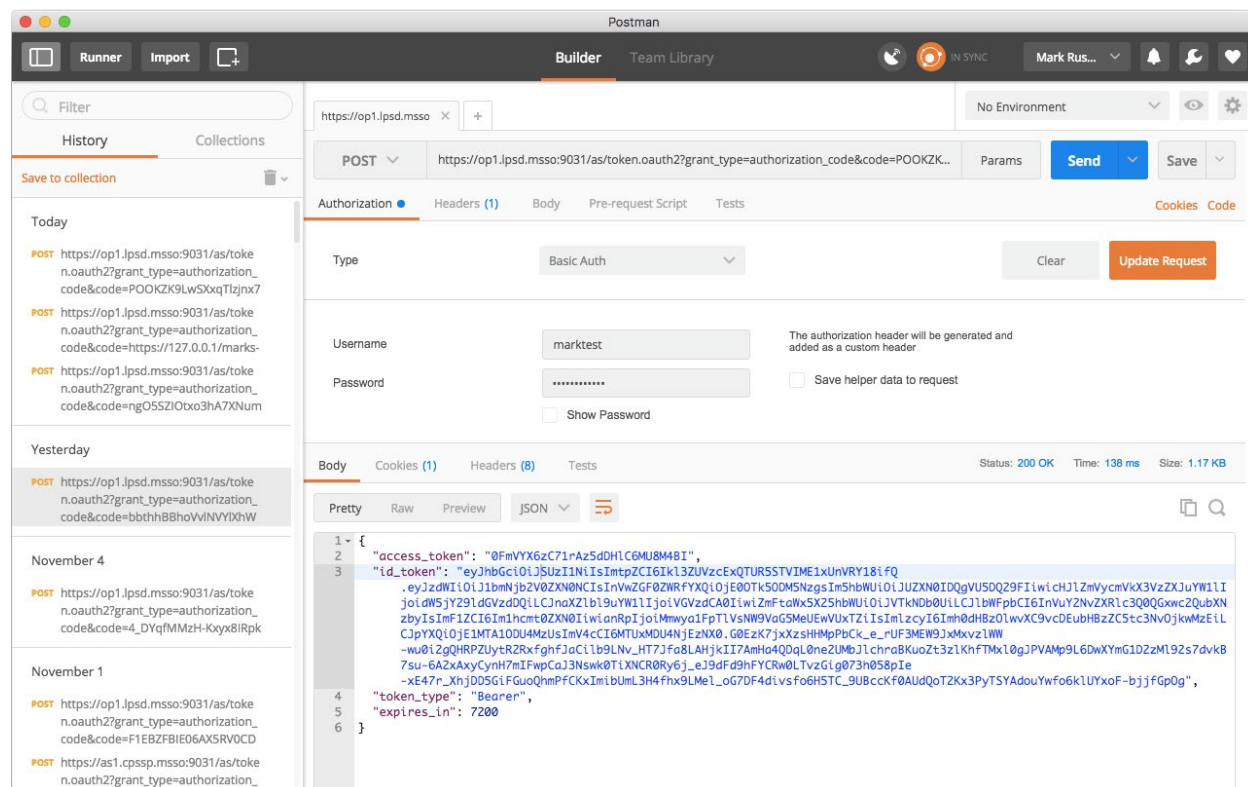 Postman
Runner Import Builder Team Library IN SYNC Mark Rus...
Filter
History Collections
Save to collection
Today
POST https://op1.lpsd.msso:9031/as/toke
n.oauth2?grant_type=authorization_
code&code=POOKZK9LwSXxqTlzjnx7
POST https://op1.lpsd.msso:9031/as/toke
n.oauth2?grant_type=authorization_
code&code=https://127.0.0.1/marks-
POST https://op1.lpsd.msso:9031/as/toke
n.oauth2?grant_type=authorization_
code&code=ngO5SZIOtxo3hA7XNum
Yesterday
POST https://op1.lpsd.msso:9031/as/toke
n.oauth2?grant_type=authorization_
code&code=bbthhBBhoVvlNVYlXhW
November 4
POST https://op1.lpsd.msso:9031/as/toke
n.oauth2?grant_type=authorization_
code&code=4_DYqfMMzH-Kxyx8lRpk
November 1
POST https://op1.lpsd.msso:9031/as/toke
n.oauth2?grant_type=authorization_
code&code=F1EBZFBIE06AX5RV0CD
POST https://as1.cpssp.msso:9031/as/toke
n.oauth2?grant_type=authorization_
https://op1.lpsd.msso
No Environment
POST https://op1.lpsd.msso:9031/as/token.oauth2?grant_type=authorization_code&code=POOKZK... Params Send Save
Authorization Headers (1) Body Pre-request Script Tests Cookies Code
Type Basic Auth Clear Update Request
Username marktest
The authorization header will be generated and
added as a custom header
Password ••••••••••••
Save helper data to request
Show Password
Body Cookies (1) Headers (8) Tests Status: 200 OK Time: 138 ms Size: 1.17 KB
Pretty Raw Preview JSON
1 {
2 "access_token": "0FmVYX6zC71rAz5dDHlC6MU8M4BI",
3 "id_token":
4 "token_type": "Bearer",
5 "expires_in": 7200
6 }